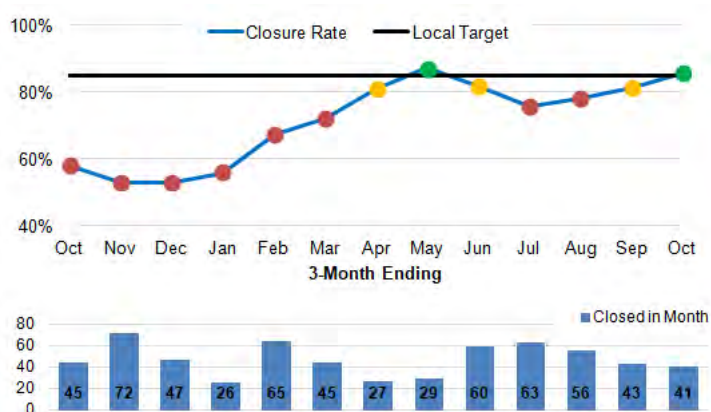 100%
Closure Rate Local Target
80%
60%
40%
Oct Nov Dec Jan Feb Mar Apr May Jun Jul Aug Sep Oct
3-Month Ending
80
Closed in Month
60
40
20
45 72 47 26 65 45 27 29 60 63 56 43 41
0